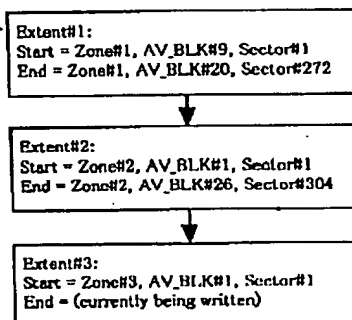 Extent#1:
Start = Zone#1, AV_BLK#9, Sector#1
End = Zone#1, AV_BLK#20, Sector#272
Extent#2:
Start = Zone#2, AV_BLK#1, Sector#1
End = Zone#2, AV_BLK#26, Sector#304
Extent#3:
Start = Zone#3, AV_BLK#1, Sector#1
End = (currently being written)